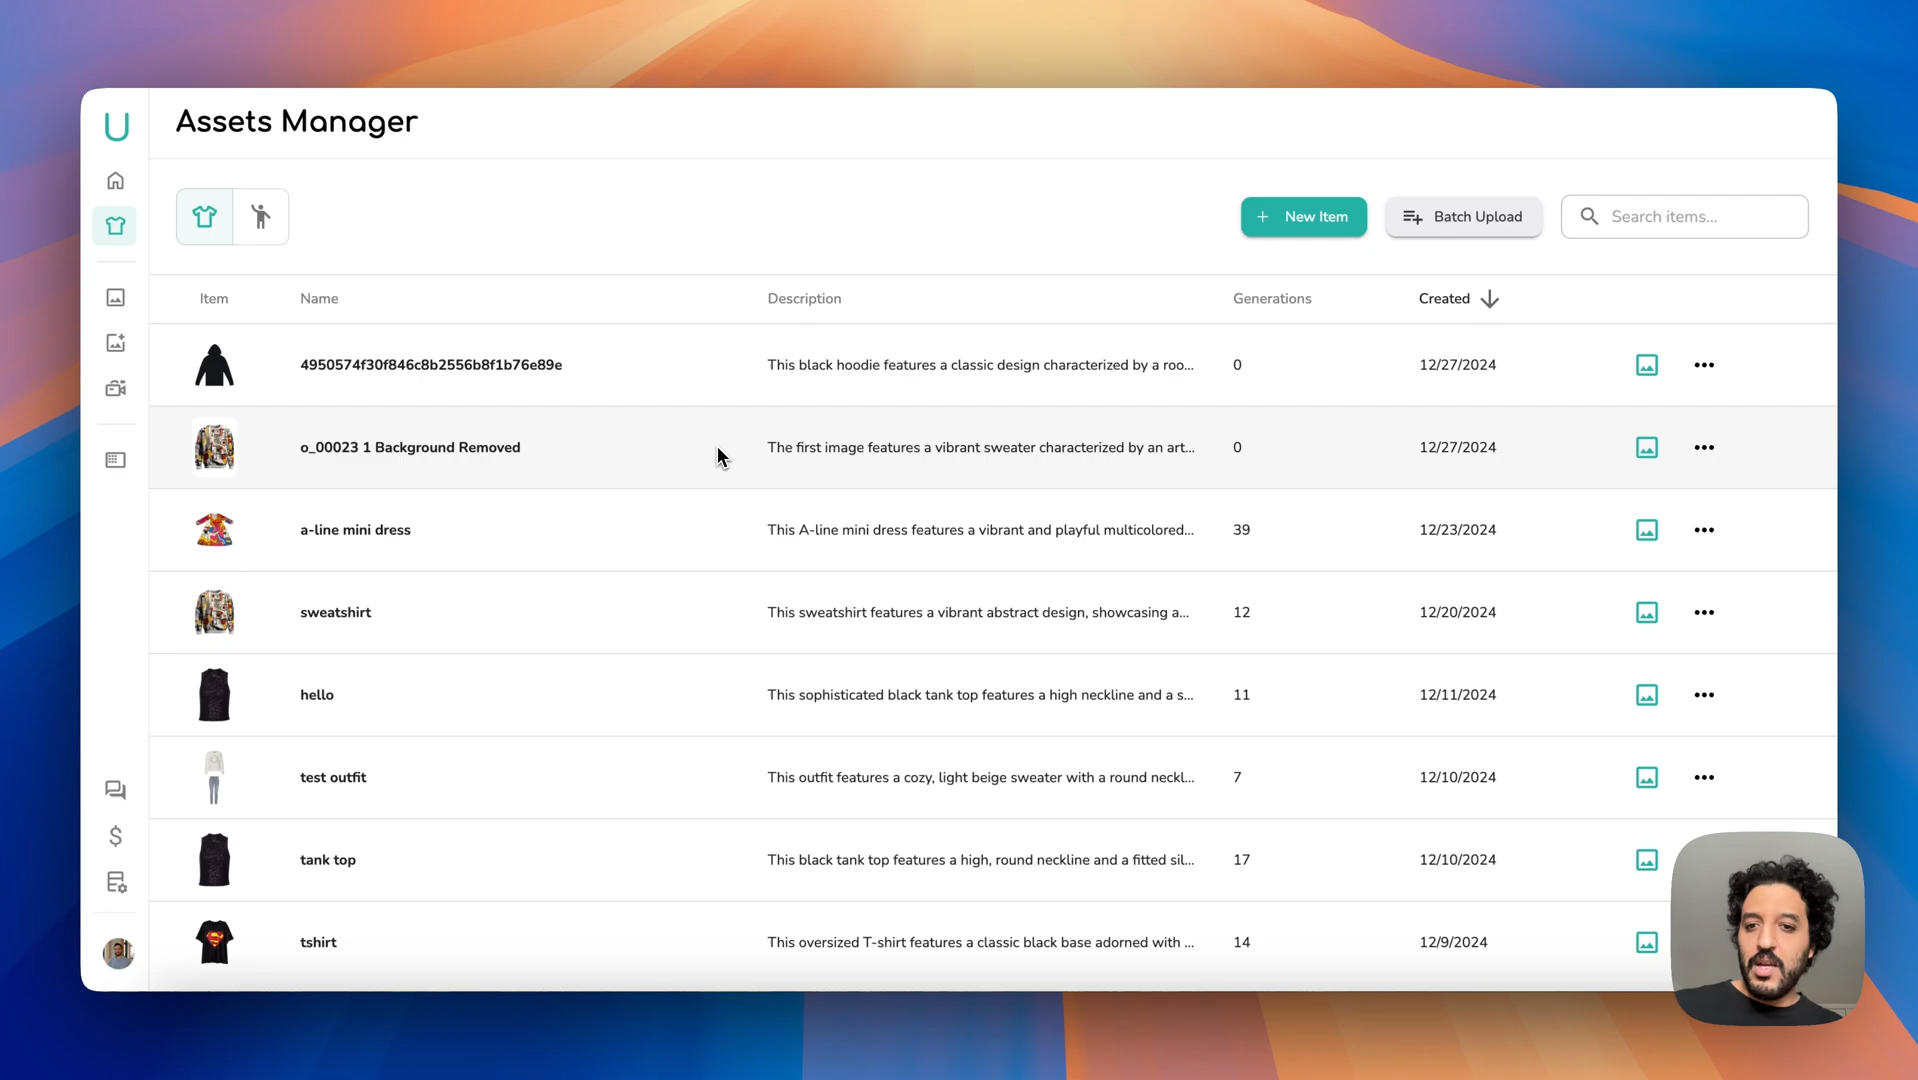 Assets Manager
New Item
Batch Upload
Search items...
Item Name Description Generations Created
4950574f30f846c8b2556b8f1b76e89e This black hoodie features a classic design characterized by a roo... 0 12/27/2024
o_00023 1 Background Removed The first image features a vibrant sweater characterized by an art... 0 12/27/2024
a-line mini dress This A-line mini dress features a vibrant and playful multicolored... 39 12/23/2024
sweatshirt This sweatshirt features a vibrant abstract design, showcasing a... 12 12/20/2024
hello This sophisticated black tank top features a high neckline and a s... 11 12/11/2024
test outfit This outfit features a cozy, light beige sweater with a round neckl... 7 12/10/2024
tank top This black tank top features a high, round neckline and a fitted sil... 17 12/10/2024
tshirt This oversized T-shirt features a classic black base adorned with ... 14 12/9/2024